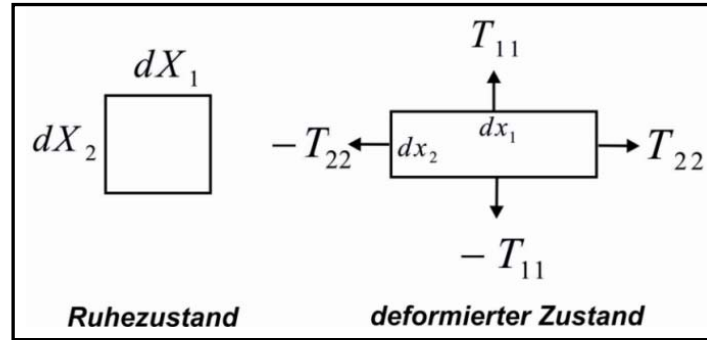 T₁₁
dX₁
dX₂
dx₁
− T₂₂ dx₂ T₂₂
− T₁₁
Ruhezustand deformierter Zustand